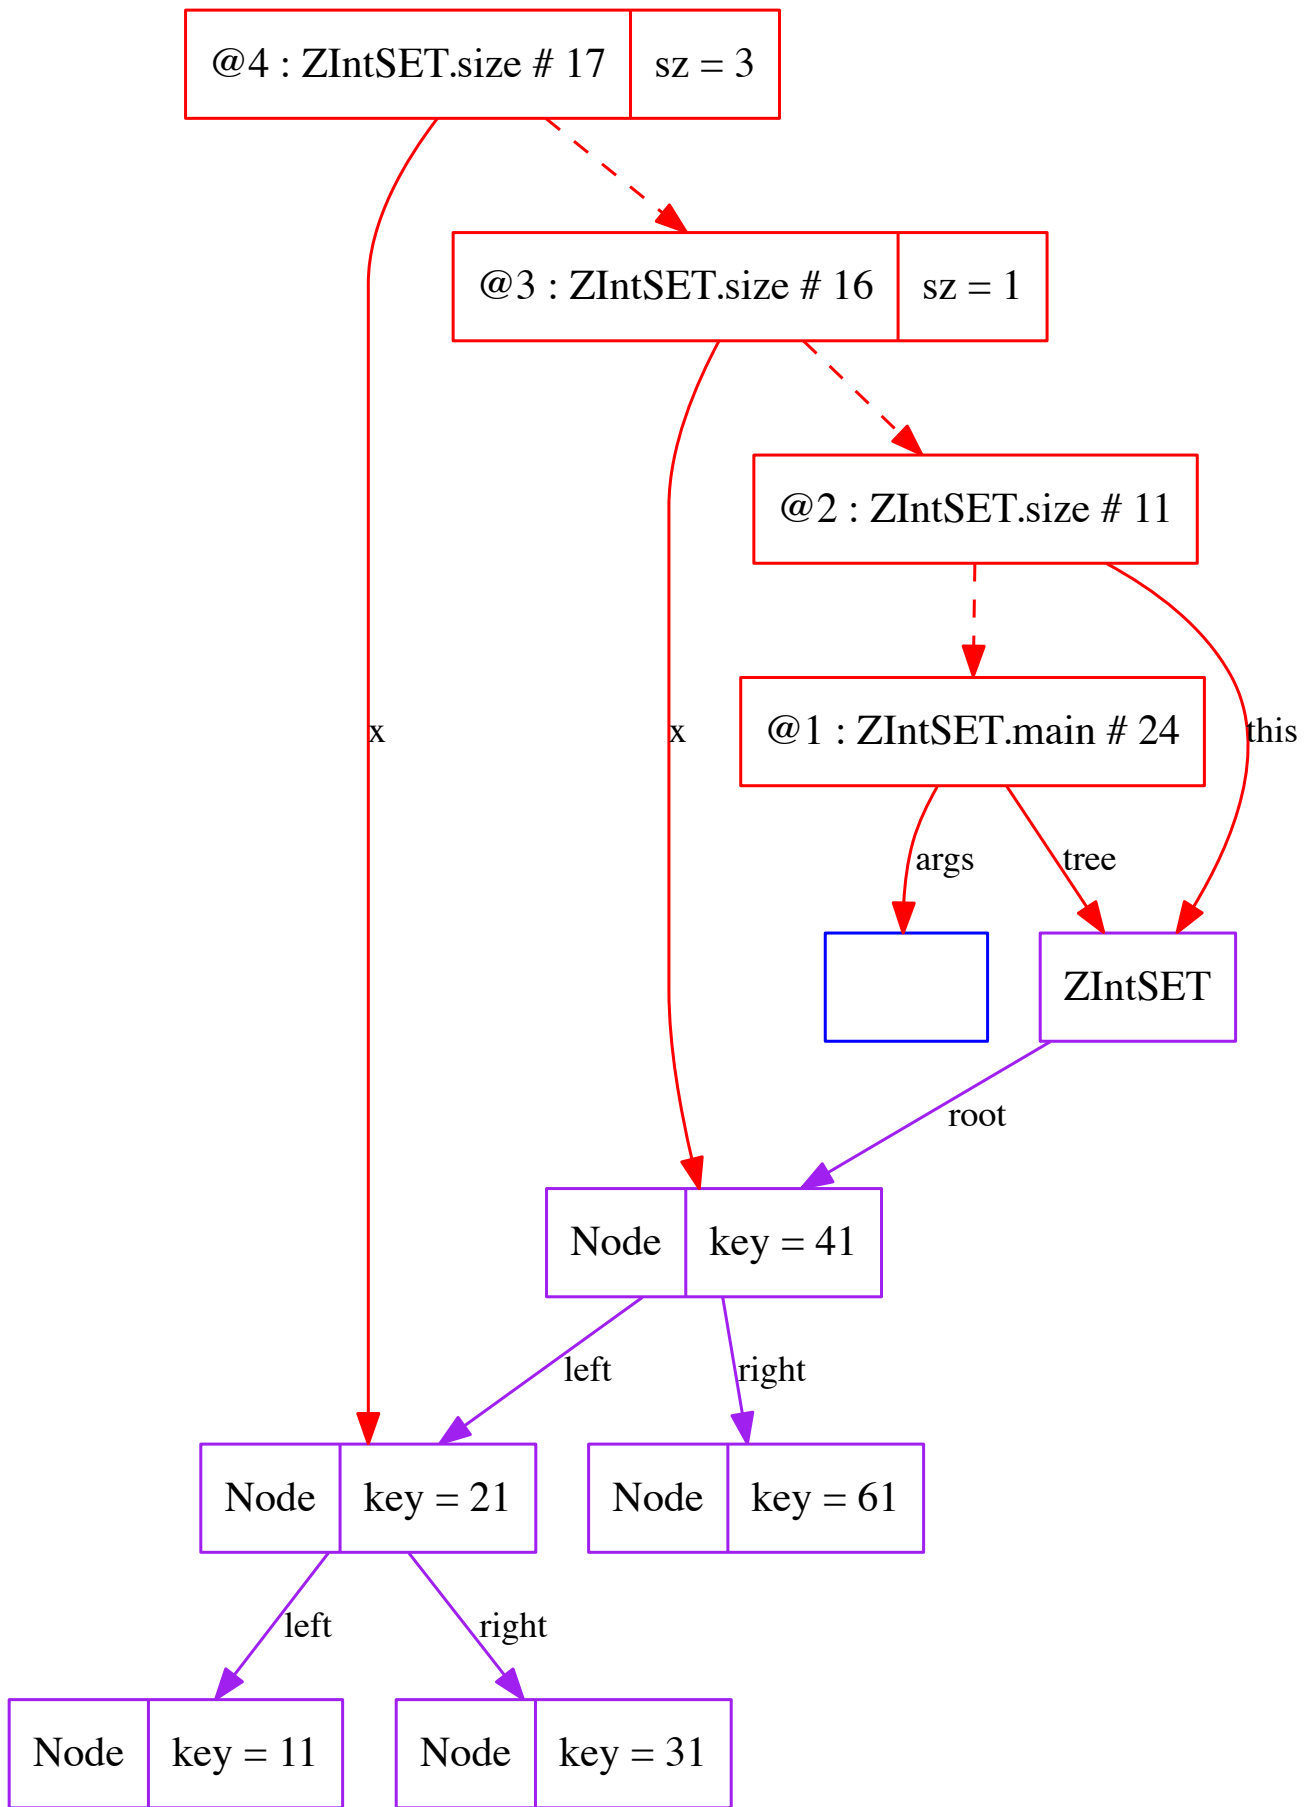 @4 : ZIntSET.size # 17 sz = 3
@3 : ZIntSET.size # 16 sz = 1
@2 : ZIntSET.size # 11
x x @1 : ZIntSET.main # 24 this
args tree
ZIntSET
root
Node key = 41
left right
Node key = 21 Node key = 61
left right
Node key = 11 Node key = 31